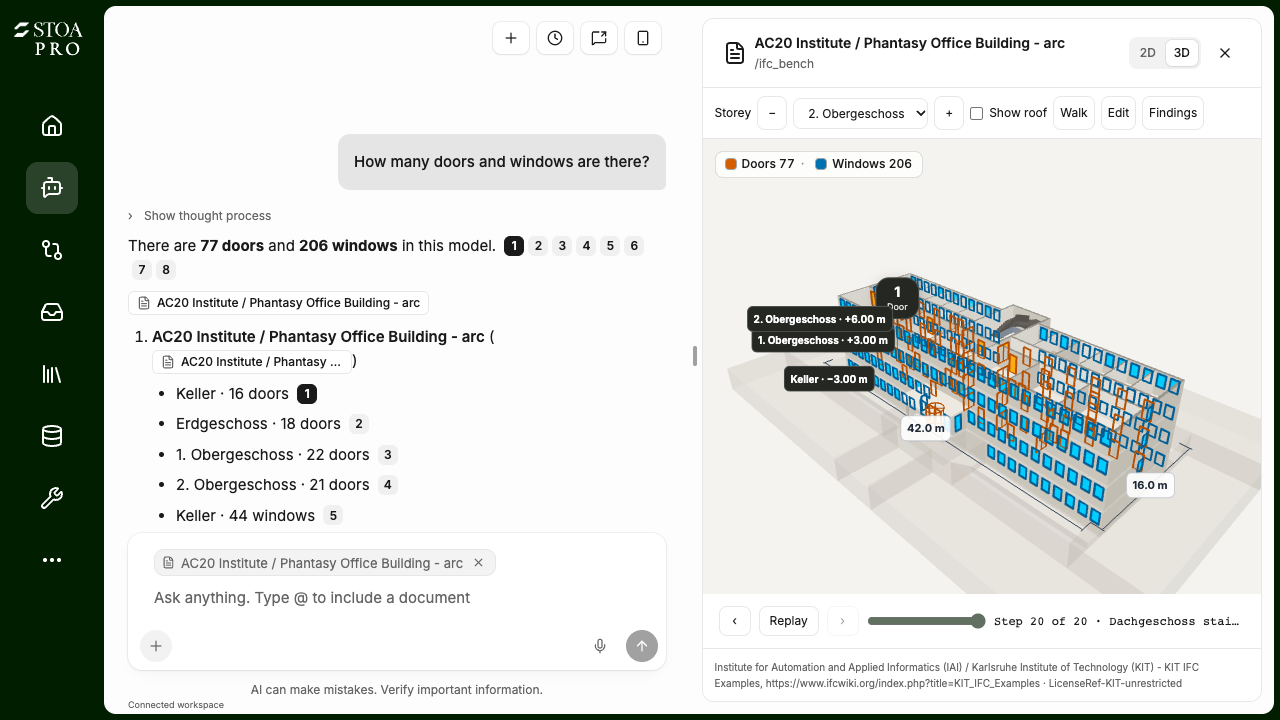 STOA
PRO
How many doors and windows are there?
Show thought process
There are 77 doors and 206 windows in this model. 1 2 3 4 5 6
7 8
AC20 Institute / Phantasy Office Building - arc
1. AC20 Institute / Phantasy Office Building - arc (
AC20 Institute / Phantasy ... )
• Keller · 16 doors 1
• Erdgeschoss · 18 doors 2
• 1. Obergeschoss · 22 doors 3
• 2. Obergeschoss · 21 doors 4
• Keller · 44 windows 5
AC20 Institute / Phantasy Office Building - arc
Ask anything. Type @ to include a document
AI can make mistakes. Verify important information.
Connected workspace
AC20 Institute / Phantasy Office Building - arc
/ifc_bench
2D 3D
Storey − 2. Obergeschoss + Show roof Walk Edit Findings
Doors 77 · Windows 206
1
Door
2. Obergeschoss · +6.00 m
1. Obergeschoss · +3.00 m
Keller · −3.00 m
42.0 m
16.0 m
‹ Replay › Step 20 of 20 · Dachgeschoss stai…
Institute for Automation and Applied Informatics (IAI) / Karlsruhe Institute of Technology (KIT) - KIT IFC
Examples, https://www.ifcwiki.org/index.php?title=KIT_IFC_Examples · LicenseRef-KIT-unrestricted